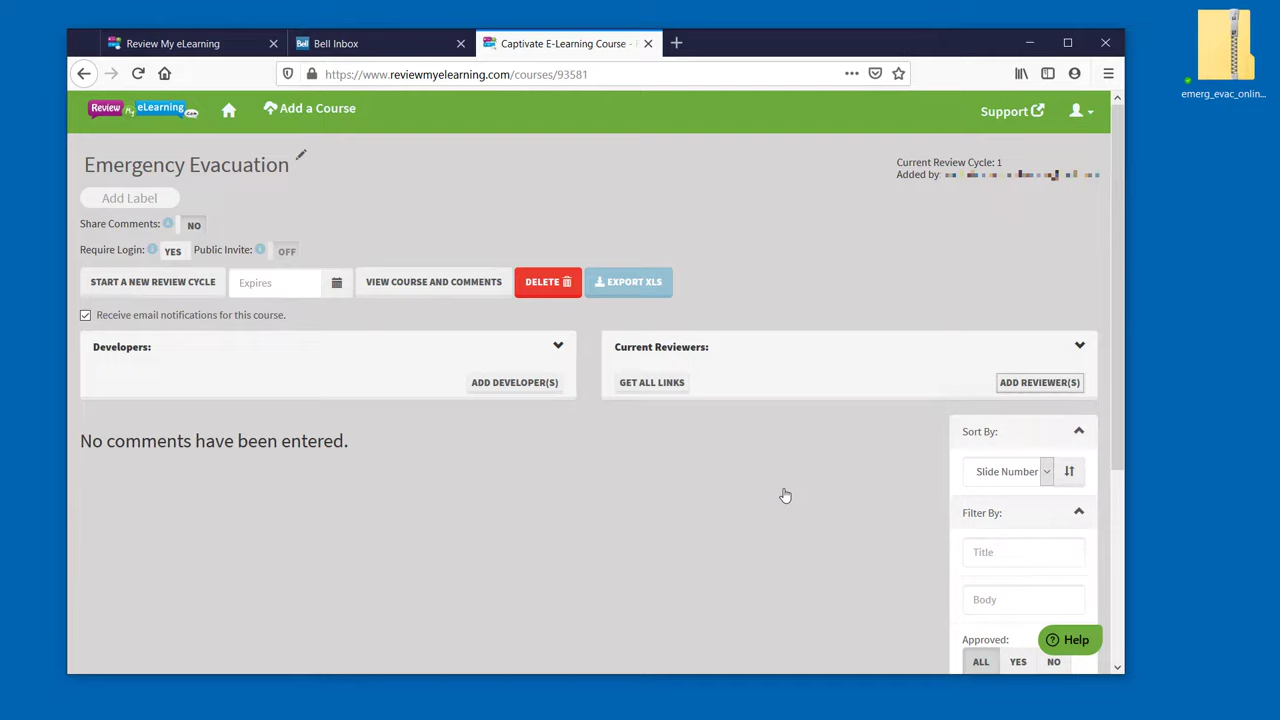 Review My eLearning
Bell
Bell Inbox
Captivate E-Learning Course -
https://www.reviewmyelearning.com/courses/93581
Review My eLearning .Com
Add a Course
Support
Emergency Evacuation
Current Review Cycle: 1
Added by:
Add Label
Share Comments: NO
Require Login: YES Public Invite: OFF
START A NEW REVIEW CYCLE
Expires
VIEW COURSE AND COMMENTS
DELETE
EXPORT XLS
Receive email notifications for this course.
Developers:
ADD DEVELOPER(S)
Current Reviewers:
GET ALL LINKS
ADD REVIEWER(S)
No comments have been entered.
Sort By:
Slide Number
Filter By:
Title
Body
Approved:
ALL YES NO
Help
emerg_evac_onlin...